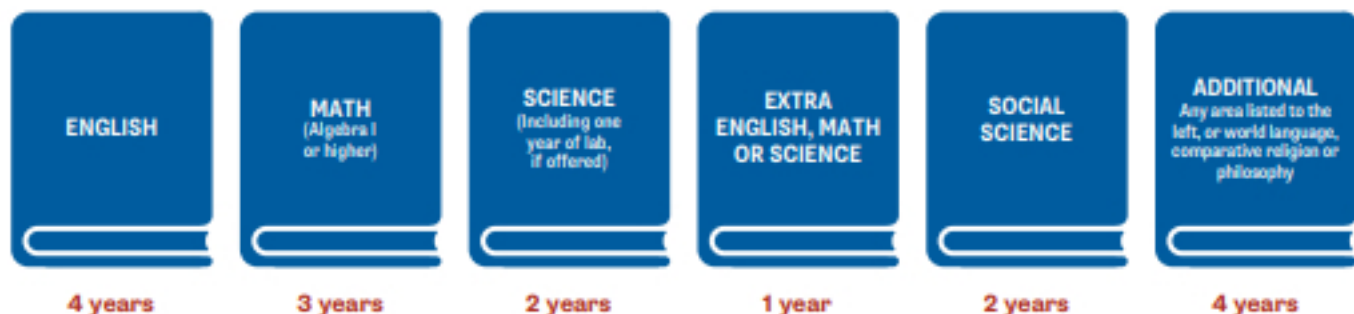 ENGLISH
MATH
(Algebra I
or higher)
SCIENCE
(Including one
year of lab,
if offered)
EXTRA
ENGLISH, MATH
OR SCIENCE
SOCIAL
SCIENCE
ADDITIONAL
Any area listed to the
left, or world language,
comparative religion or
philosophy
4 years
3 years
2 years
1 year
2 years
4 years